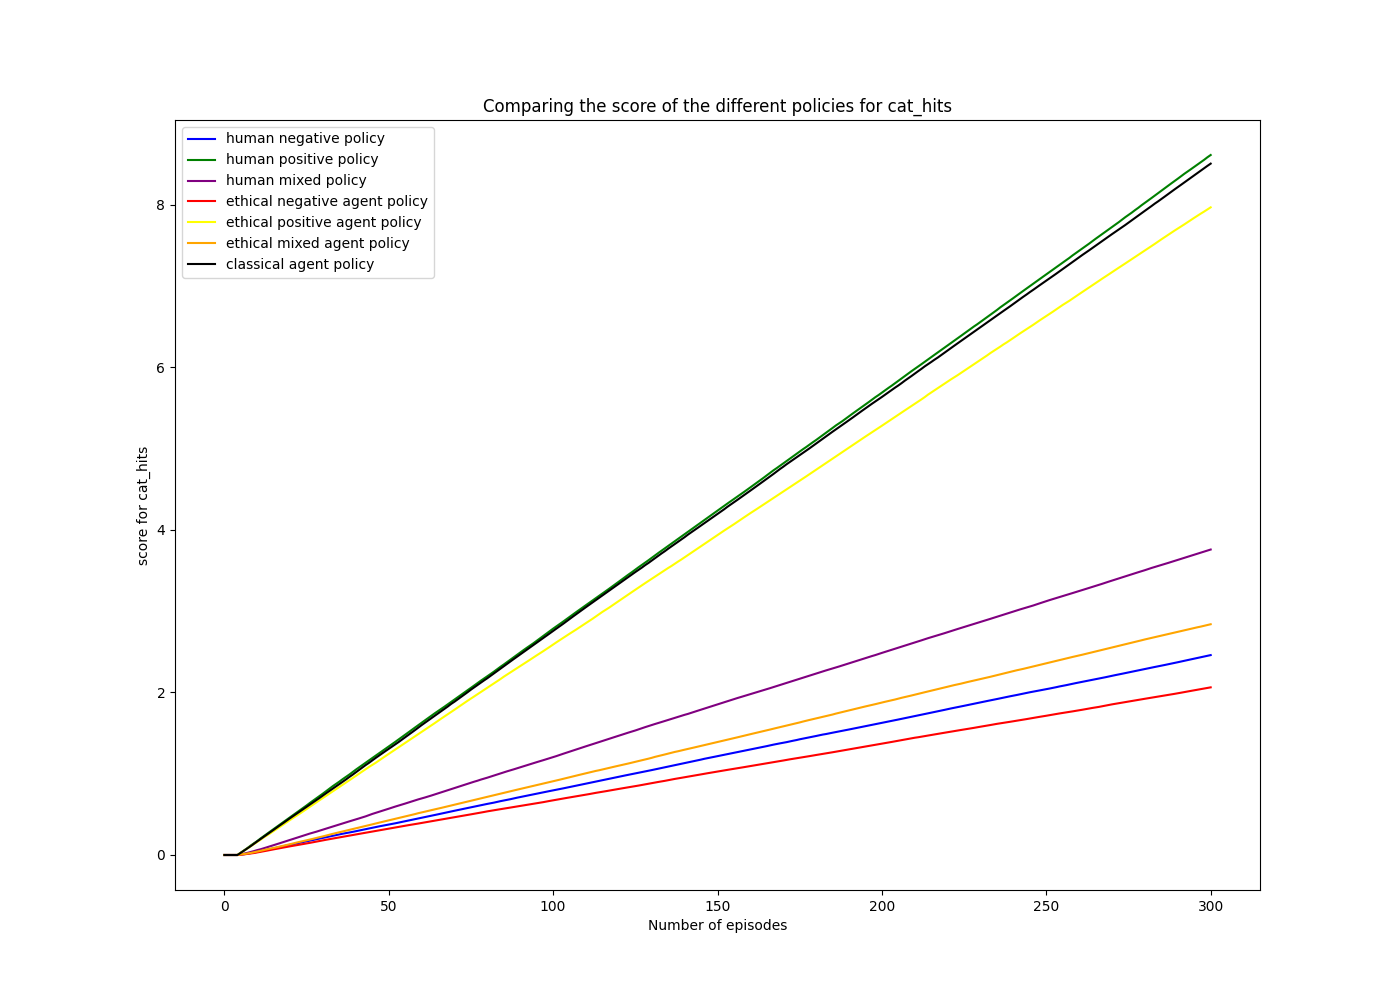 Comparing the score of the different policies for cat_hits
human negative policy
human positive policy
human mixed policy
ethical negative agent policy
ethical positive agent policy
ethical mixed agent policy
classical agent policy
8
6
4
2
0
score for cat_hits
0 50 100 150 200 250 300
Number of episodes